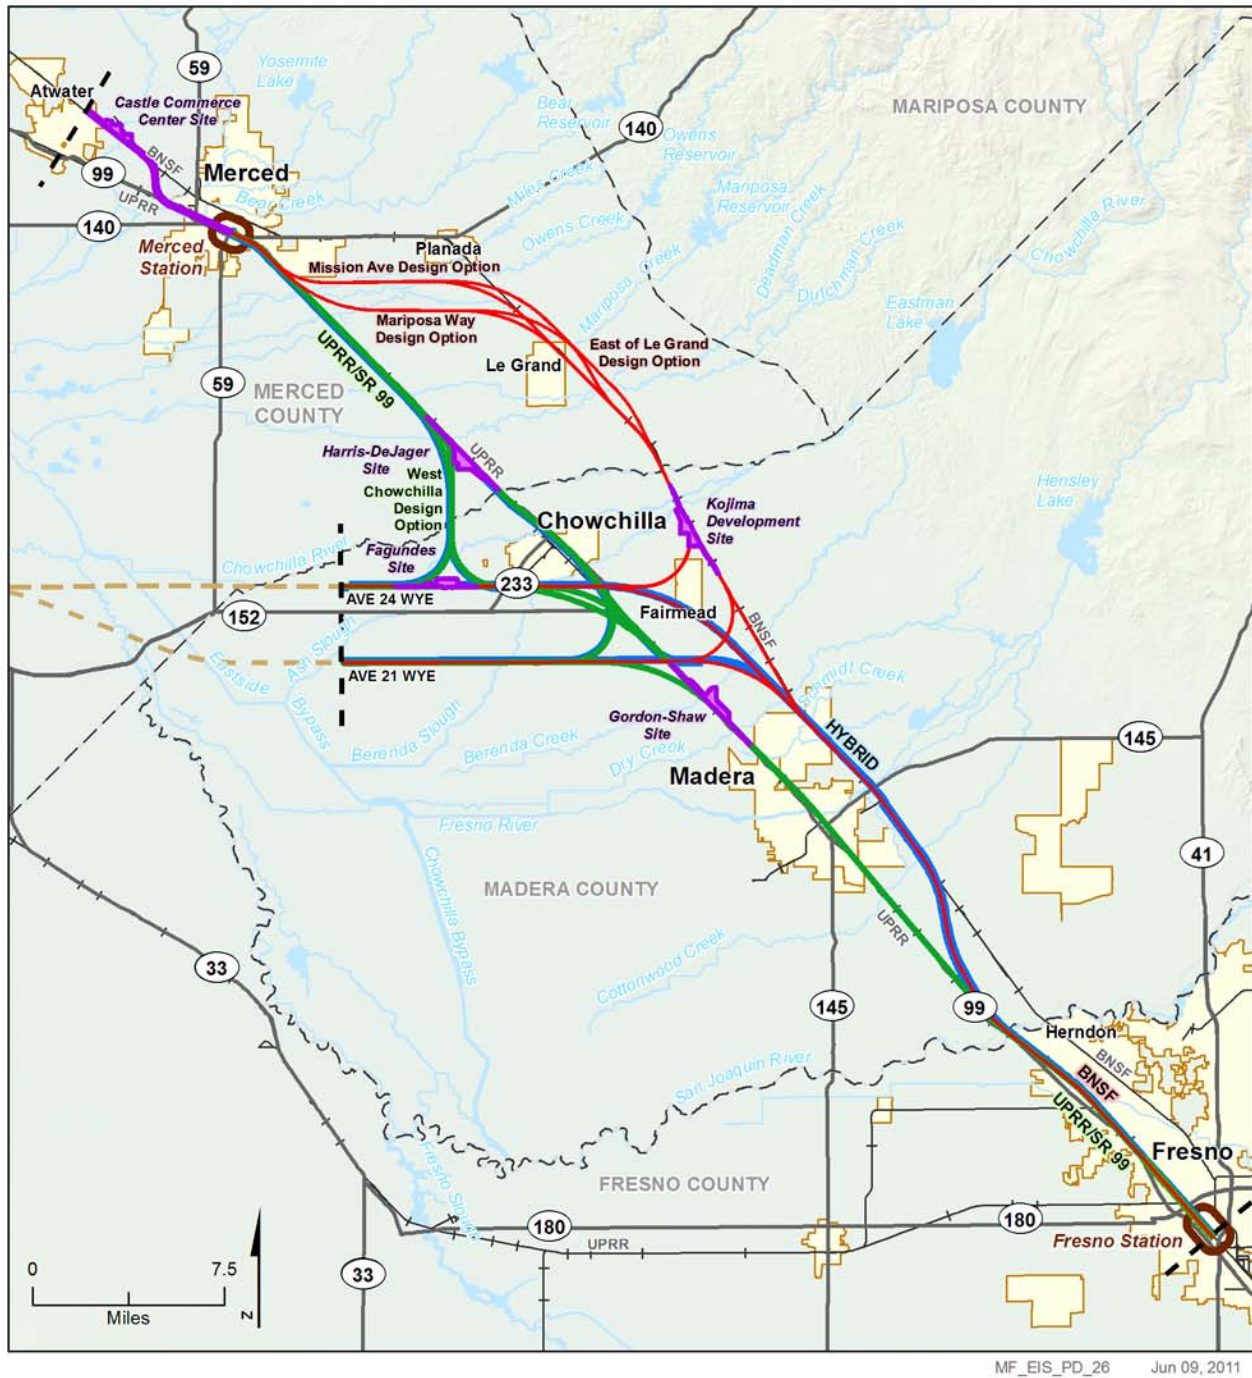 59
Yosemite
Lake
Atwater
Castle Commerce
Center Site
Bear
Reservoir
MARIPOSA COUNTY
140
Owens
Reservoir
BNSF
99
Merced
UPRR
Bear Creek
Miles Creek
Mariposa
Reservoir
Deadman Creek
Chowchilla River
140
Merced
Station
Planada
Owens Creek
Mission Ave Design Option
Mariposa Creek
Dutchman Creek
Eastman
Lake
Mariposa Way
Design Option
East of Le Grand
Design Option
UPRR/SR 99
Le Grand
59
MERCED
COUNTY
Harris-DeJager
Site
UPRR
West
Chowchilla
Design
Option
Hensley
Lake
Kojima
Development
Site
Chowchilla
Chowchilla River
Fagundes
Site
233
AVE 24 WYE
152
Fairmead
BNSF
Ash Slough
AVE 21 WYE
Eastside
Bypass
Schmidt Creek
Berenda Slough
Berenda Creek
Gordon-Shaw
Site
Dry Creek
HYBRID
145
Madera
Fresno River
41
Chowchilla Bypass
MADERA COUNTY
UPRR
33
Cottonwood Creek
145
99
Herndon
BNSF
San Joaquin River
BNSF
UPRR/SR 99
Fresno
Fresno Slough
FRESNO COUNTY
180
180
UPRR
Fresno Station
33
0
7.5
Miles
N
MF_EIS_PD_26
Jun 09, 2011